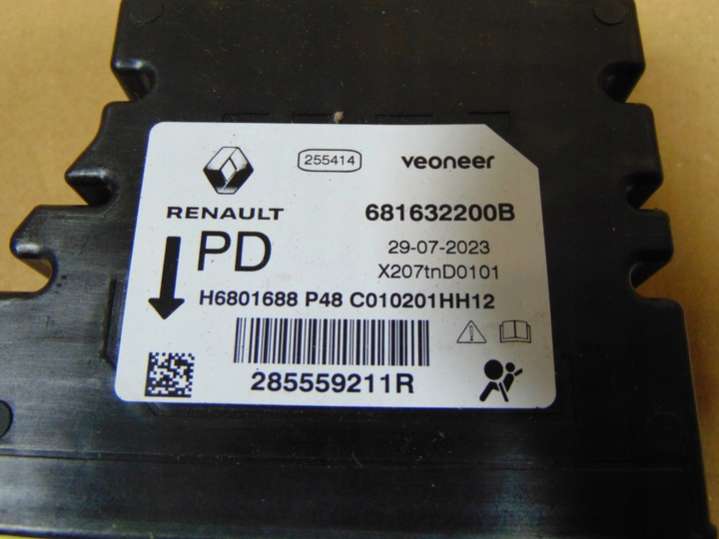 255414
veoneer
RENAULT
681632200B
PD
29-07-2023
X207tnD0101
H6801688 P48 C010201HH12
285559211R